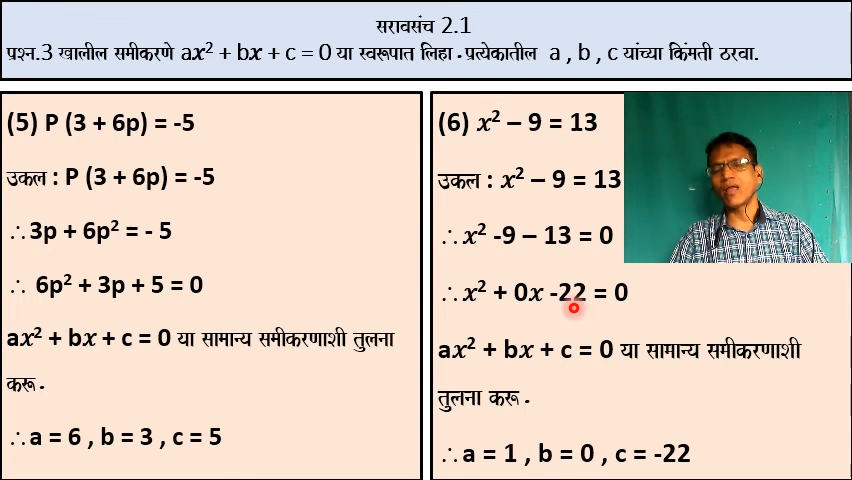 सरावसंच 2.1
प्रश्न.3 खालील समीकरणे ax² + bx + c = 0 या स्वरूपात लिहा . प्रत्येकातील a , b , c यांच्या किंमती ठरवा.
(5) P (3 + 6p) = -5
उकल : P (3 + 6p) = -5
∴3p + 6p² = - 5
∴ 6p² + 3p + 5 = 0
ax² + bx + c = 0 या सामान्य समीकरणाशी तुलना
करू .
∴a = 6 , b = 3 , c = 5
(6) x² – 9 = 13
उकल : x² – 9 = 13
∴x² -9 – 13 = 0
∴x² + 0x -22 = 0
ax² + bx + c = 0 या सामान्य समीकरणाशी
तुलना करू .
∴a = 1 , b = 0 , c = -22